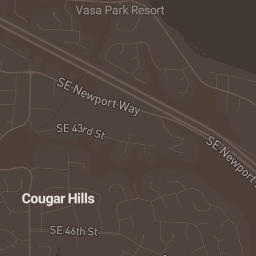 Vasa Park Resort
SE Newport Way
SE 43rd St
SE Newport
Cougar Hills
SE 46th St